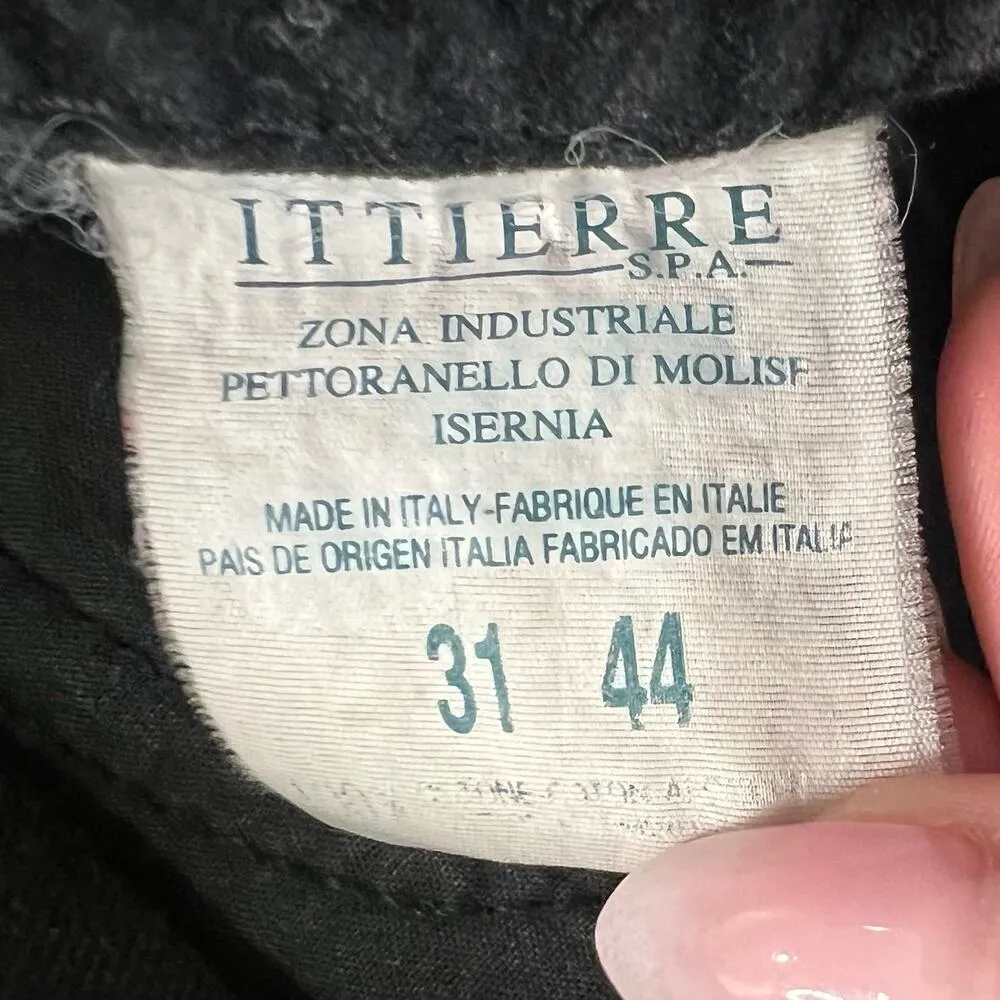 ITTIERRE
S.P.A.
ZONA INDUSTRIALE
PETTORANELLO DI MOLISE
ISERNIA
MADE IN ITALY-FABRIQUE EN ITALIE
PAIS DE ORIGEN ITALIA FABRICADO EM ITALIA
31 44